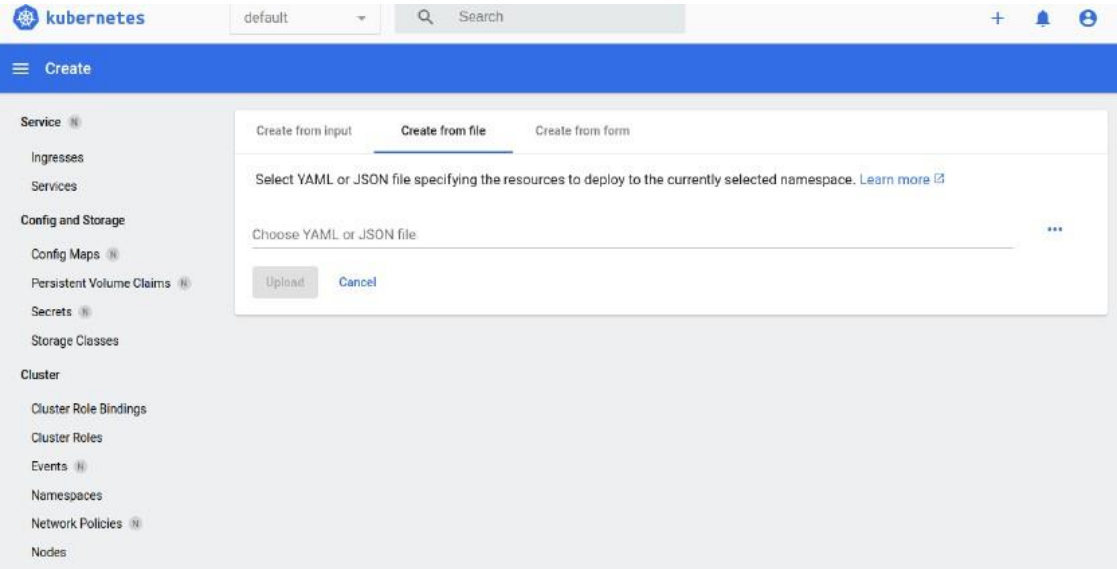 kubernetes
default
Search
Create
Service N
Ingresses
Services
Config and Storage
Config Maps N
Persistent Volume Claims N
Secrets N
Storage Classes
Cluster
Cluster Role Bindings
Cluster Roles
Events N
Namespaces
Network Policies N
Nodes
Create from input
Create from file
Create from form
Select YAML or JSON file specifying the resources to deploy to the currently selected namespace. Learn more
Choose YAML or JSON file
Upload
Cancel